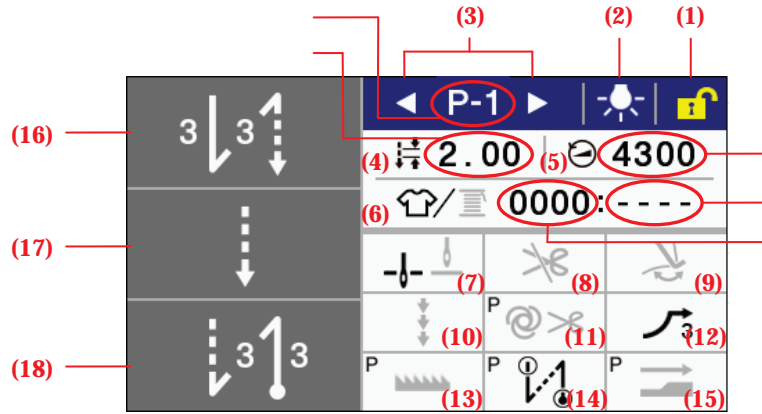 (3) (2) (1)
P-1
(16) 3 3 (4) 2.00 (5) 4300
(6) / 0000:----
(17) (7) (8) (9)
(10) P (11) 3 (12)
(18) 3 3 P (13) P (14) P (15)